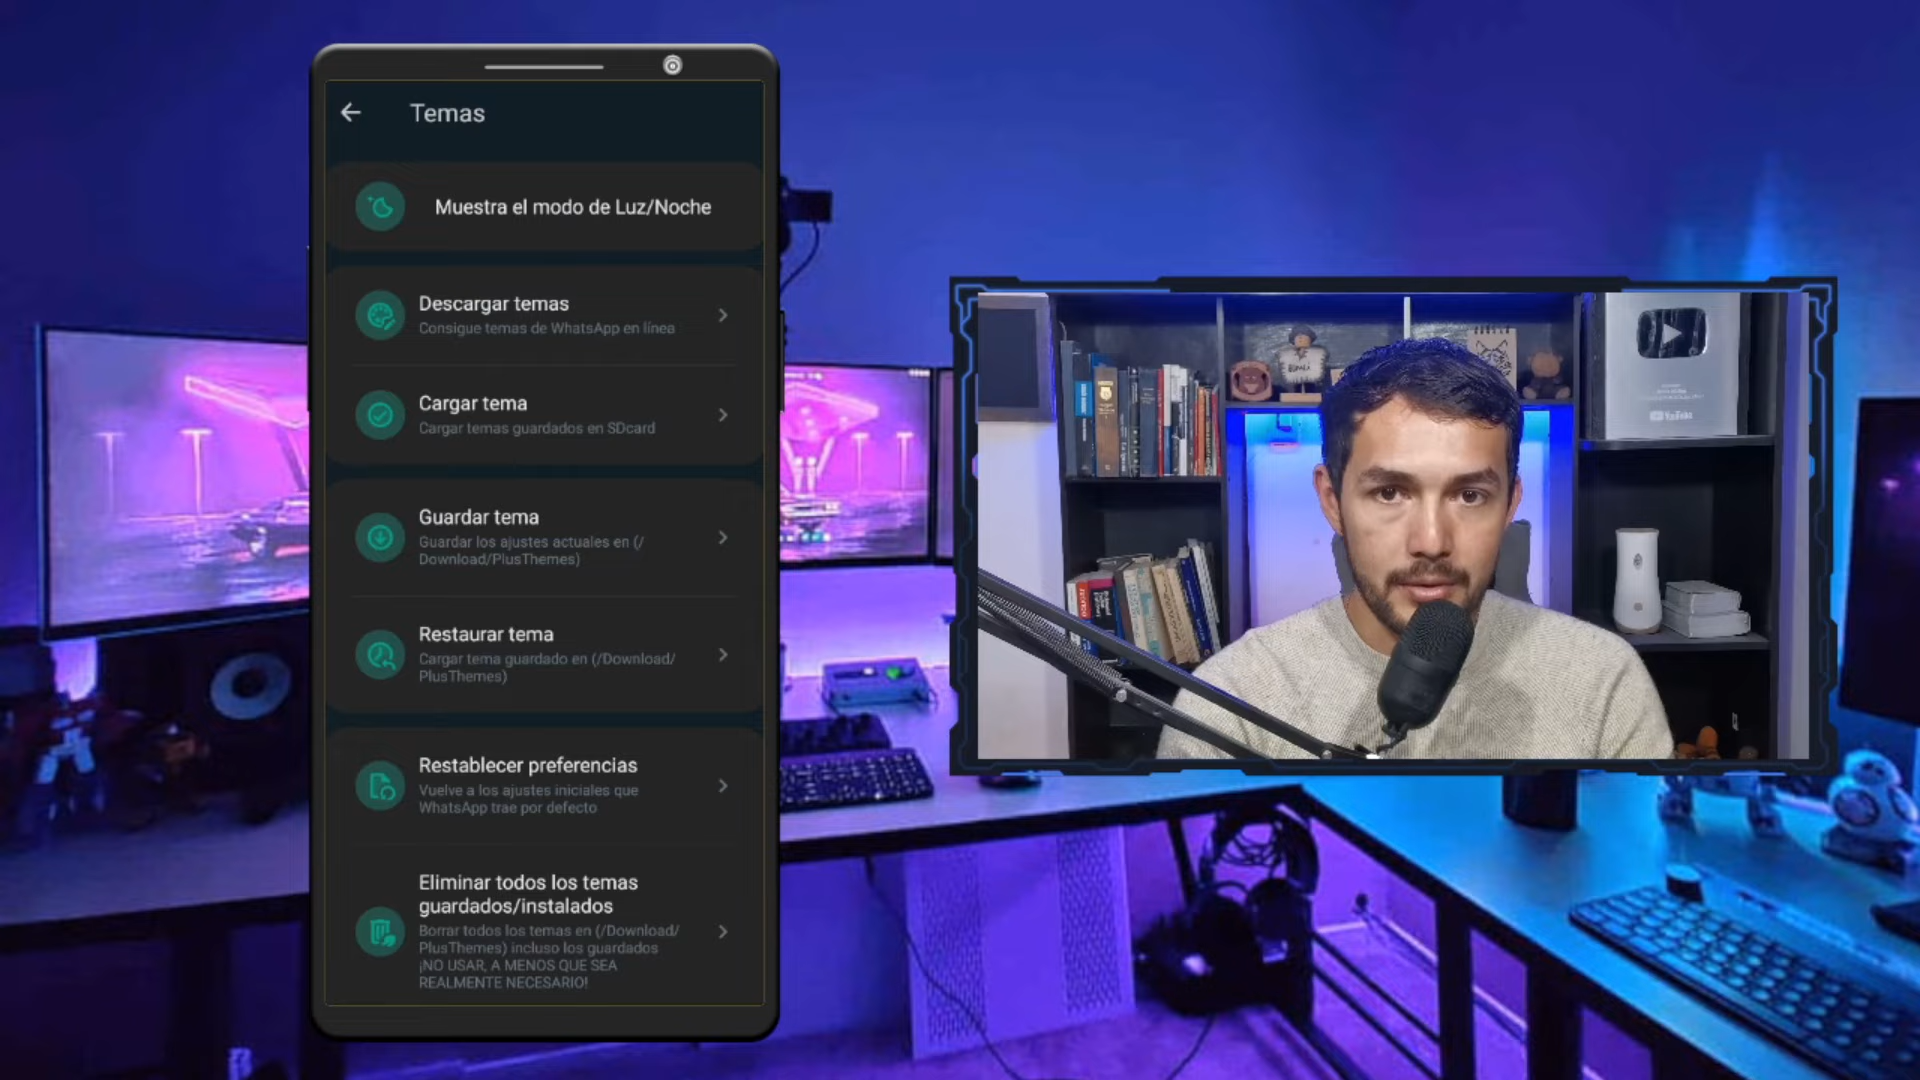 Temas
Muestra el modo de Luz/Noche
Descargar temas
Consigue temas de WhatsApp en línea
Cargar tema
Cargar temas guardados en SDcard
Guardar tema
Guardar los ajustes actuales en (/
Download/PlusThemes)
Restaurar tema
Cargar tema guardado en (/Download/
PlusThemes)
Restablecer preferencias
Vuelve a los ajustes iniciales que
WhatsApp trae por defecto
Eliminar todos los temas
guardados/instalados
Borrar todos los temas en (/Download/
PlusThemes) incluso los guardados
¡NO USAR, A MENOS QUE SEA
REALMENTE NECESARIO!
YouTube